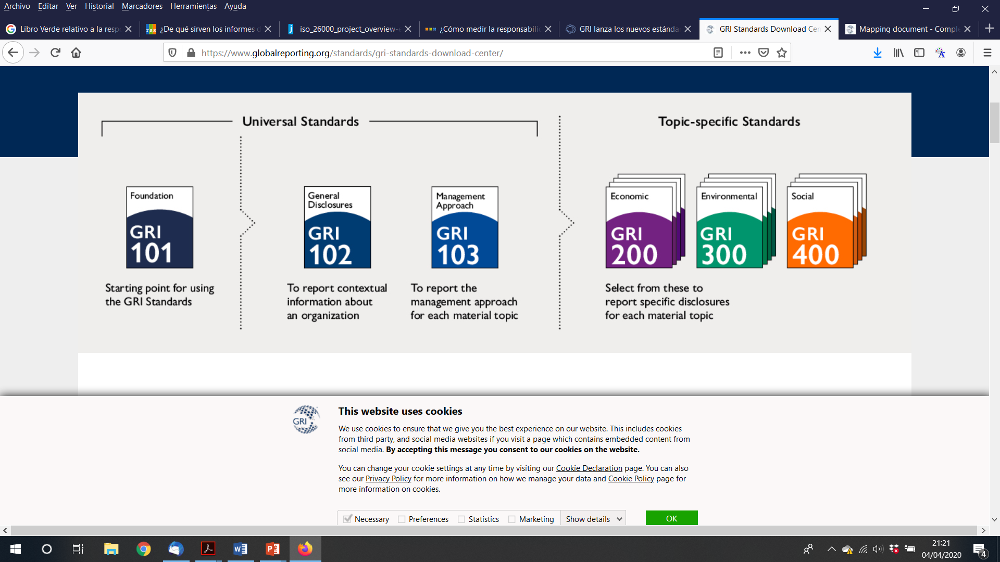 Archivo Editar Ver Historial Marcadores Herramientas Ayuda
Libro Verde relativo a la resp
¿De qué sirven los informes d
iso_26000_project_overview-e
¿Cómo medir la responsabili
GRI lanza los nuevos estánda
GRI Standards Download Cen
Mapping document - Comple
https://www.globalreporting.org/standards/gri-standards-download-center/
Universal Standards
Topic-specific Standards
Foundation
GRI
101
General
Disclosures
GRI
102
Management
Approach
GRI
103
Economic
GRI
200
Environmental
GRI
300
Social
GRI
400
Starting point for using
the GRI Standards
To report contextual
information about
an organization
To report the
management approach
for each material topic
Select from these to
report specific disclosures
for each material topic
GRI
This website uses cookies
We use cookies to ensure that we give you the best experience on our website. This includes cookies
from third party, and social media websites if you visit a page which contains embedded content from
social media. By accepting this message you consent to our cookies on the website.
You can change your cookie settings at any time by visiting our Cookie Declaration page. You can also
see our Privacy Policy for more information on how we manage your data and Cookie Policy page for
more information on cookies.
Necessary Preferences Statistics Marketing Show details OK
21:21
04/04/2020
4